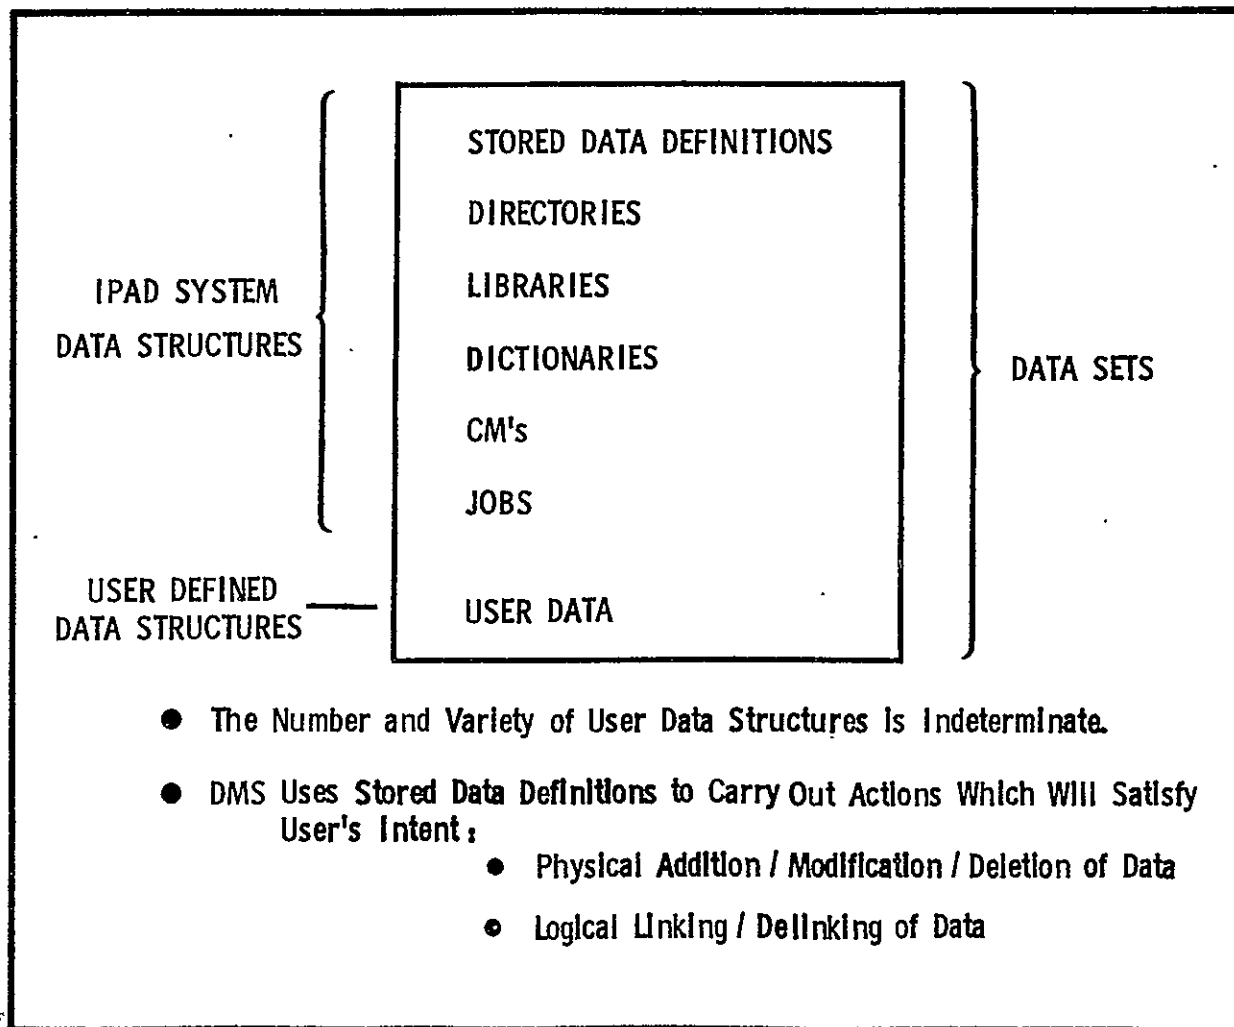 STORED DATA DEFINITIONS
DIRECTORIES
LIBRARIES
DICTIONARIES
CM's
JOBS
USER DATA
IPAD SYSTEM
DATA STRUCTURES
USER DEFINED
DATA STRUCTURES
DATA SETS
● The Number and Variety of User Data Structures is Indeterminate.
● DMS Uses Stored Data Definitions to Carry Out Actions Which Will Satisfy
User's Intent:
● Physical Addition / Modification / Deletion of Data
● Logical Linking / Delinking of Data